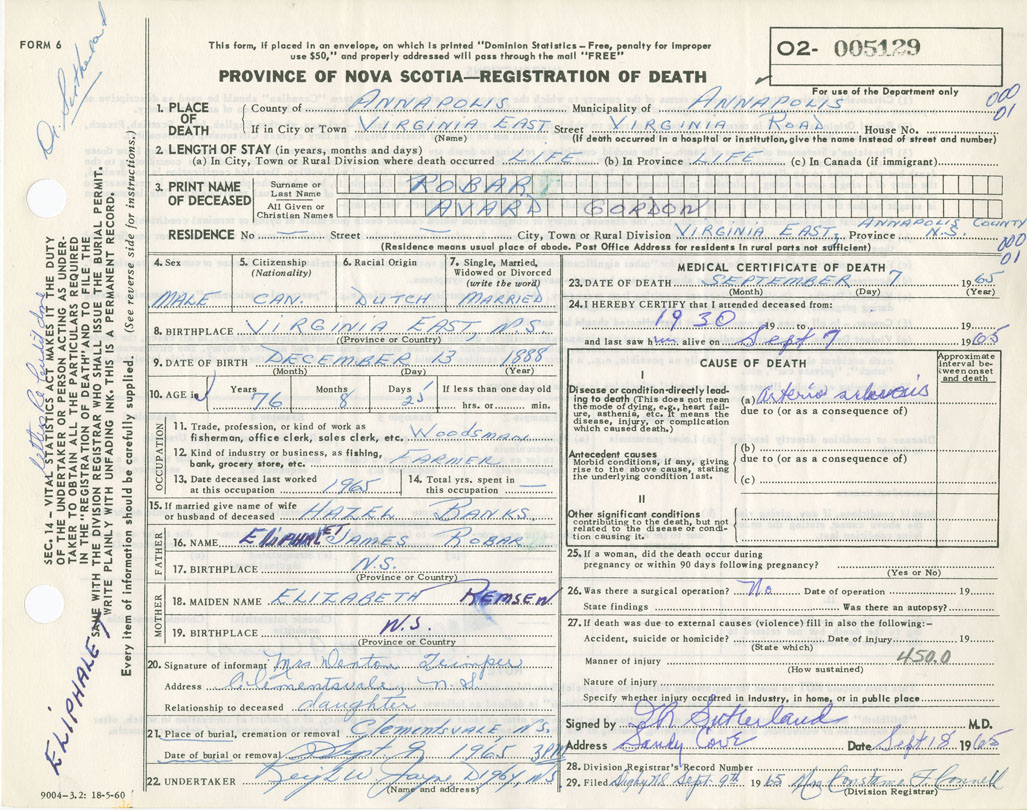 FORM 6
This form, if placed in an envelope, on which is printed "Dominion Statistics – Free, penalty for improper
use $50," and properly addressed will pass through the mail "FREE"
O2- 005129
PROVINCE OF NOVA SCOTIA—REGISTRATION OF DEATH
For use of the Department only
000
01
1. PLACE OF DEATH
County of ANNAPOLIS Municipality of ANNAPOLIS
If in City or Town VIRGINIA EAST Street VIRGINIA ROAD House No.
(Name) (If death occurred in a hospital or institution, give the name instead of street and number)
2. LENGTH OF STAY (in years, months and days)
(a) In City, Town or Rural Division where death occurred LIFE (b) In Province LIFE (c) In Canada (if immigrant)
3. PRINT NAME OF DECEASED
Surname or Last Name ROBAR
All Given or Christian Names AVARD GORDON
ANNAPOLIS COUNTY
RESIDENCE No — Street — City, Town or Rural Division VIRGINIA EAST, Province N.S.
(Residence means usual place of abode. Post Office Address for residents in rural parts not sufficient)
000
01
4. Sex
MALE
5. Citizenship (Nationality)
CAN.
6. Racial Origin
DUTCH
7. Single, Married, Widowed or Divorced (write the word)
MARRIED
8. BIRTHPLACE VIRGINIA EAST, N.S.
(Province or Country)
9. DATE OF BIRTH DECEMBER 13 1888
(Month) (Day) (Year)
10. AGE in
Years Months Days If less than one day old
76 8 25 hrs. or min.
OCCUPATION
11. Trade, profession, or kind of work as
fisherman, office clerk, sales clerk, etc. WOODSMAN
12. Kind of industry or business, as fishing,
bank, grocery store, etc. FARMER
13. Date deceased last worked at this occupation 1965
14. Total yrs. spent in this occupation —
15. If married give name of wife
or husband of deceased HAZEL BANKS
FATHER
16. NAME ELIPHALET JAMES ROBAR
17. BIRTHPLACE N.S.
(Province or Country)
MOTHER
18. MAIDEN NAME ELIZABETH REMSEN
19. BIRTHPLACE N.S.
(Province or Country)
20. Signature of informant Mrs Denton Trimper
Address Clementsvale N.S.
Relationship to deceased daughter
21. Place of burial, cremation or removal Clementsvale, N.S.
Date of burial or removal Sept 9 1965 3PM
22. UNDERTAKER
(Name and address)
9004–3.2: 18-5-60
MEDICAL CERTIFICATE OF DEATH
23. DATE OF DEATH SEPTEMBER 7 1965
(Month) (Day) (Year)
24. I HEREBY CERTIFY that I attended deceased from:
1930 19 to
and last saw him alive on Sept 7 1965
CAUSE OF DEATH
Approximate interval between onset and death
I
Disease or condition directly leading to death (This does not mean the mode of dying, e.g., heart failure, asthenia, etc. It means the disease, injury, or complication which caused death.)
(a) Arterio sclerosis
due to (or as a consequence of)
Antecedent causes
Morbid conditions, if any, giving rise to the above cause, stating the underlying condition last.
(b)
due to (or as a consequence of)
(c)
II
Other significant conditions contributing to the death, but not related to the disease or condition causing it.
25. If a woman, did the death occur during
pregnancy or within 90 days following pregnancy?
(Yes or No)
26. Was there a surgical operation? No Date of operation 19
State findings Was there an autopsy?
27. If death was due to external causes (violence) fill in also the following:–
Accident, suicide or homicide? Date of injury 19
(State which)
Manner of injury 450.0
(How sustained)
Nature of injury
Specify whether injury occurred in industry, in home, or in public place
Signed by Sutherland M.D.
Address Sandy Cove Date Sept 18 1965
28. Division Registrar's Record Number
29. Filed Sept. 9th 1965 Mrs Constance F. Connell
(Division Registrar)
Dr. Sutherland
SEC. 14 – VITAL STATISTICS ACT MAKES IT THE DUTY
OF THE UNDERTAKER OR PERSON ACTING AS UNDER-
TAKER TO OBTAIN ALL THE PARTICULARS REQUIRED
IN THE "REGISTRATION OF DEATH" AND TO FILE THE
SAME WITH THE DIVISION REGISTRAR WHO SHALL ISSUE THE BURIAL PERMIT.
WRITE PLAINLY WITH UNFADING INK. THIS IS A PERMANENT RECORD.
Every item of information should be carefully supplied. (See reverse side for instructions.)
ELIPHALET